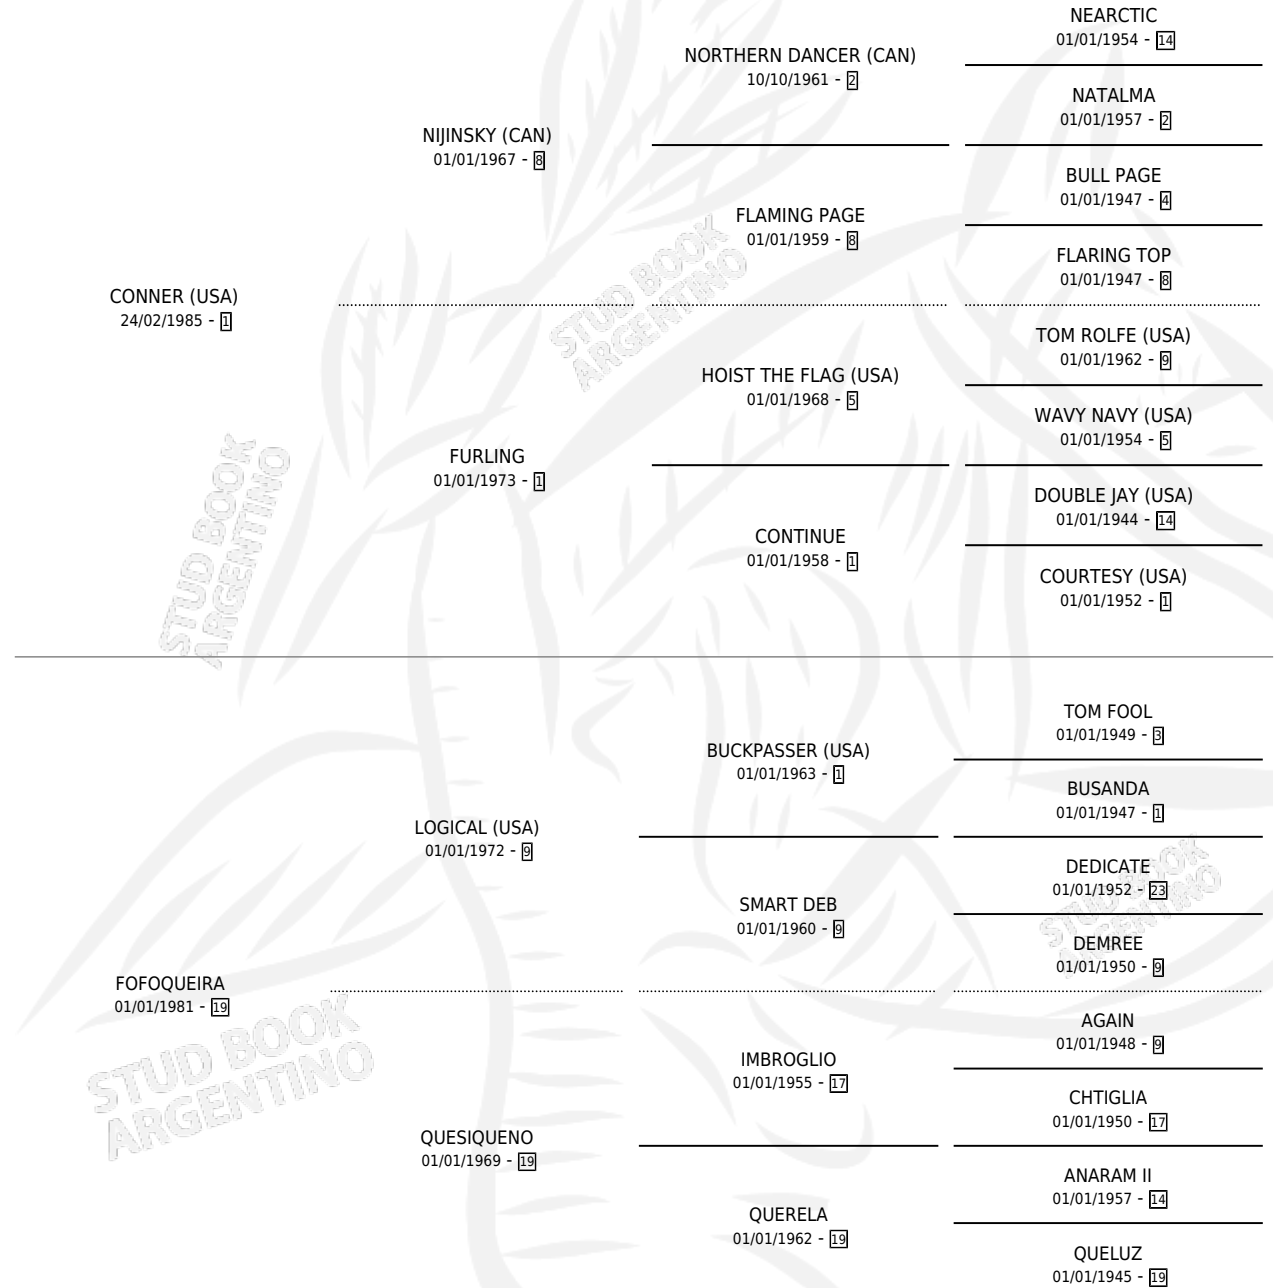 NEARCTIC
01/01/1954 - 14
NORTHERN DANCER (CAN)
10/10/1961 - 2
NATALMA
01/01/1957 - 2
NIJINSKY (CAN)
01/01/1967 - 8
BULL PAGE
01/01/1947 - 4
FLAMING PAGE
01/01/1959 - 8
FLARING TOP
01/01/1947 - 8
CONNER (USA)
24/02/1985 - 1
TOM ROLFE (USA)
01/01/1962 - 9
HOIST THE FLAG (USA)
01/01/1968 - 5
WAVY NAVY (USA)
01/01/1954 - 5
FURLING
01/01/1973 - 1
DOUBLE JAY (USA)
01/01/1944 - 14
CONTINUE
01/01/1958 - 1
COURTESY (USA)
01/01/1952 - 1
STUD BOOK
ARGENTINO
STUD BOOK
ARGENTINO
TOM FOOL
01/01/1949 - 3
BUCKPASSER (USA)
01/01/1963 - 1
BUSANDA
01/01/1947 - 1
LOGICAL (USA)
01/01/1972 - 9
DEDICATE
01/01/1952 - 23
SMART DEB
01/01/1960 - 9
DEMREE
01/01/1950 - 9
STUD BOOK
ARGENTINO
FOFOQUEIRA
01/01/1981 - 19
AGAIN
01/01/1948 - 9
IMBROGLIO
01/01/1955 - 17
CHTIGLIA
01/01/1950 - 17
STUD BOOK
ARGENTINO
QUESIQUENO
01/01/1969 - 19
ANARAM II
01/01/1957 - 14
QUERELA
01/01/1962 - 19
QUELUZ
01/01/1945 - 19